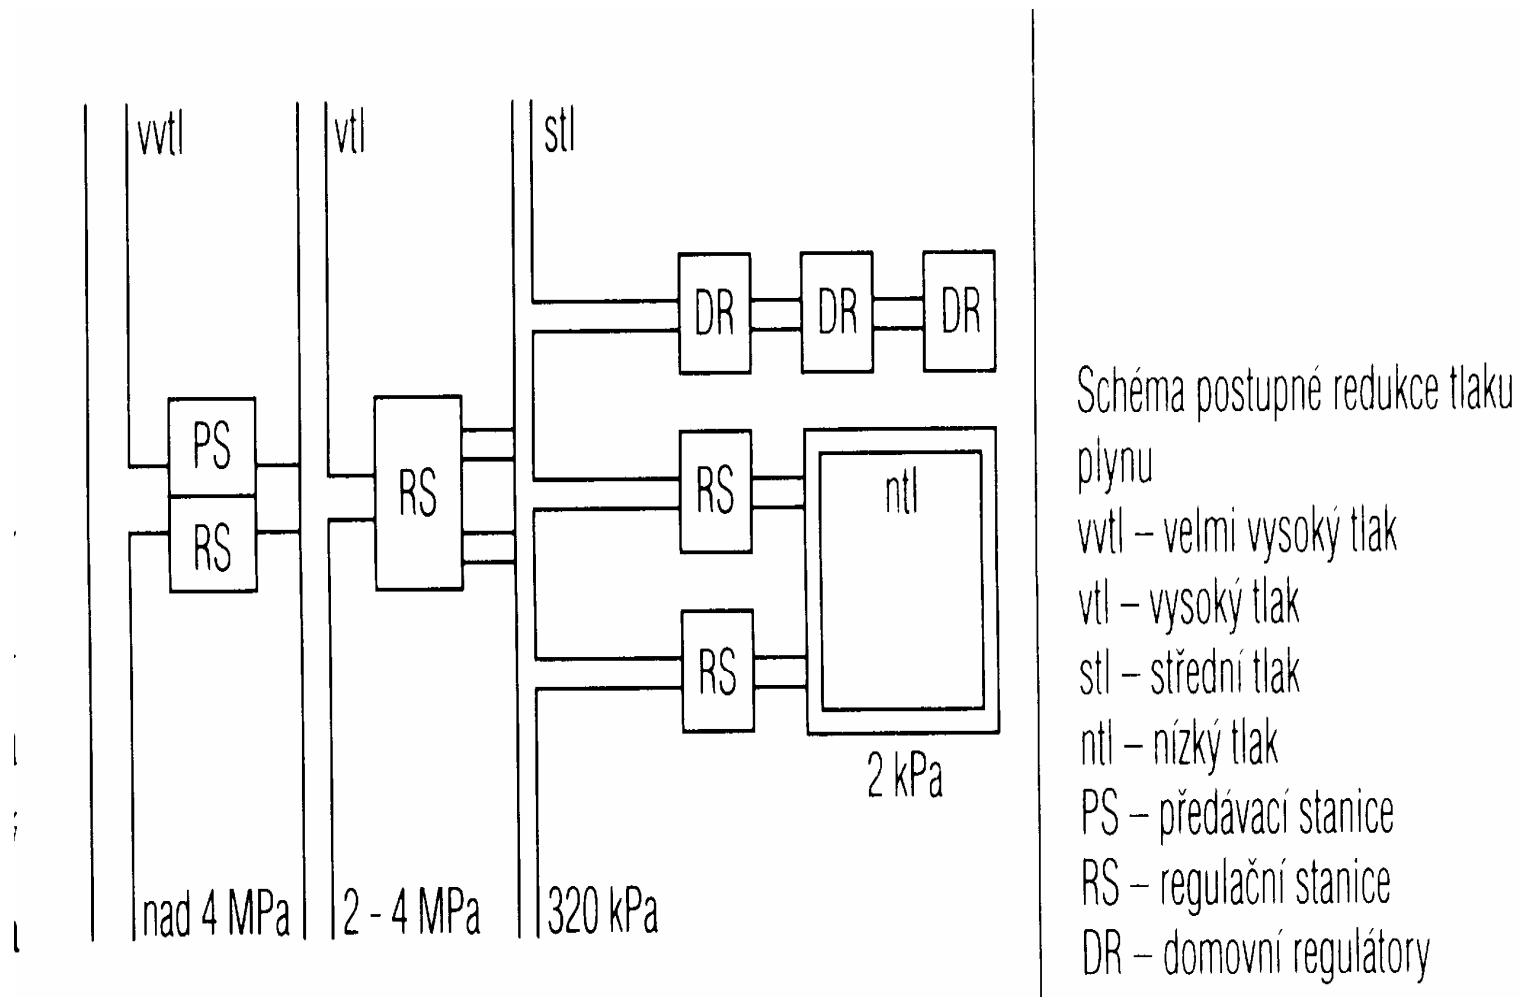 vvtl
vtl
stl
DR
DR
DR
PS
RS
RS
RS
ntl
RS
2 kPa
nad 4 MPa
2 - 4 MPa
320 kPa
Schéma postupné redukce tlaku
plynu
vvtl – velmi vysoký tlak
vtl – vysoký tlak
stl – střední tlak
ntl – nízký tlak
PS – předávací stanice
RS – regulační stanice
DR – domovní regulátory